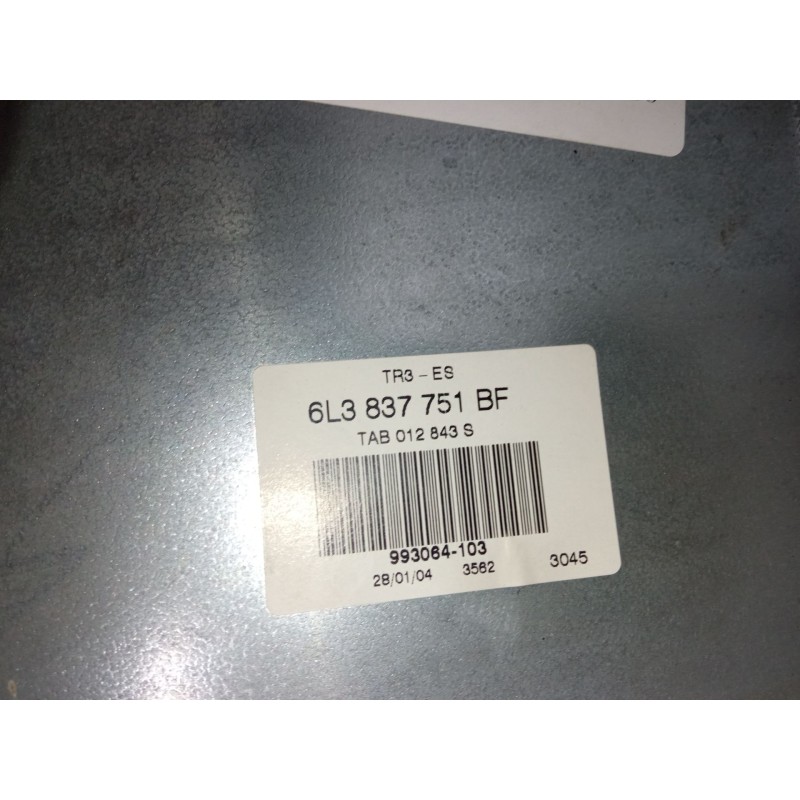 TR3 - ES
6L3 837 751 BF
TAB 012 843 S
993064-103
28/01/04 3562 3045